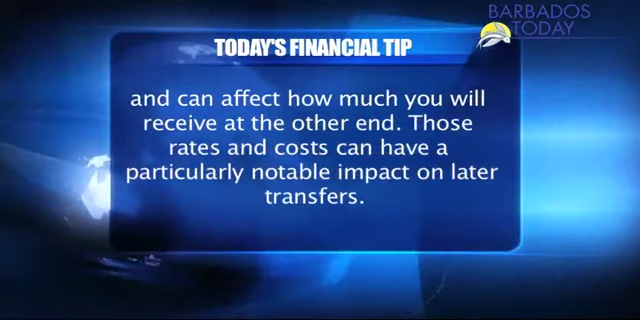 BARBADOS
TODAY
TODAY'S FINANCIAL TIP
and can affect how much you will
receive at the other end. Those
rates and costs can have a
particularly notable impact on later
transfers.